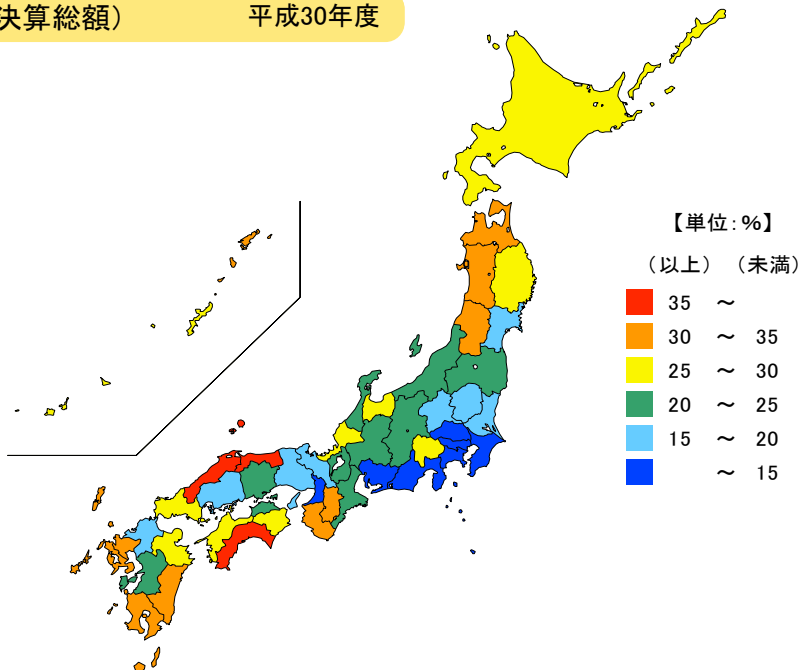 決算総額） 平成30年度
【単位：%】
（以上）（未満）
35 ～
30 ～ 35
25 ～ 30
20 ～ 25
15 ～ 20
～ 15